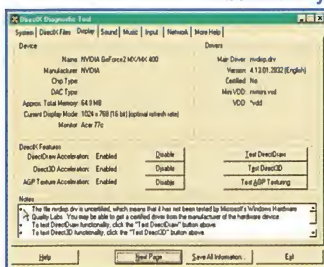 DirectX Diagnostic Tool
System DirectX Files Display Sound Music Input Network More Help
Device
Name: NVIDIA GeForce2 MX/MX 400
Manufacturer: NVIDIA
Chip Type:
DAC Type:
Approx. Total Memory: 64.0 MB
Current Display Mode: 1024 x 768 (16 bit) (optimal refresh rate)
Monitor: Acer 77c
Drivers
Main Driver: nvdisp.drv
Version: 4.13.01.2832 (English)
Certified: No
Mini VDD: nvmini.vxd
VDD: *vdd
DirectX Features
DirectDraw Acceleration: Enabled Disable Test DirectDraw
Direct3D Acceleration: Enabled Disable Test Direct3D
AGP Texture Acceleration: Enabled Disable Test AGP Texturing
Notes
The file nvdisp.drv is uncertified, which means that it has not been tested by Microsoft's Windows Hardware
Quality Labs. You may be able to get a certified driver from the manufacturer of the hardware device.
To test DirectDraw functionality, click the "Test DirectDraw" button above.
To test Direct3D functionality, click the "Test Direct3D" button above.
Help Next Page Save All Information... Exit